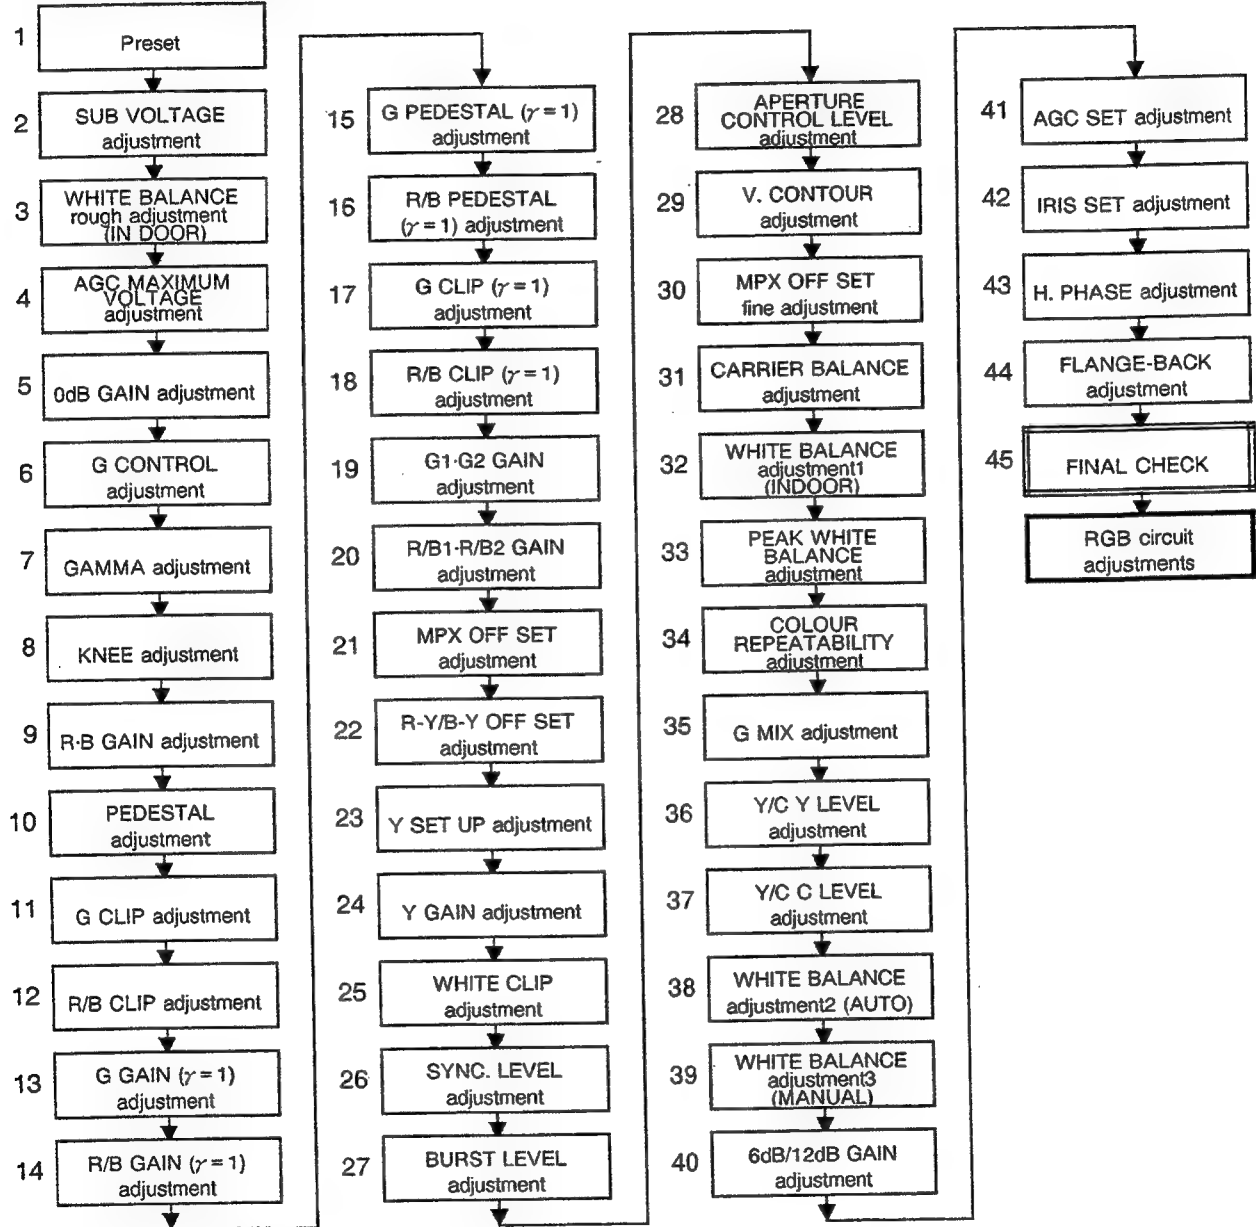 1
Preset
2
SUB VOLTAGE
adjustment
3
WHITE BALANCE
rough adjustment
(IN DOOR)
4
AGC MAXIMUM
VOLTAGE
adjustment
5
0dB GAIN adjustment
6
G CONTROL
adjustment
7
GAMMA adjustment
8
KNEE adjustment
9
R·B GAIN adjustment
10
PEDESTAL
adjustment
11
G CLIP adjustment
12
R/B CLIP adjustment
13
G GAIN (γ=1)
adjustment
14
R/B GAIN (γ=1)
adjustment
15
G PEDESTAL (γ=1)
adjustment
16
R/B PEDESTAL
(γ=1) adjustment
17
G CLIP (γ=1)
adjustment
18
R/B CLIP (γ=1)
adjustment
19
G1·G2 GAIN
adjustment
20
R/B1·R/B2 GAIN
adjustment
21
MPX OFF SET
adjustment
22
R-Y/B-Y OFF SET
adjustment
23
Y SET UP adjustment
24
Y GAIN adjustment
25
WHITE CLIP
adjustment
26
SYNC. LEVEL
adjustment
27
BURST LEVEL
adjustment
28
APERTURE
CONTROL LEVEL
adjustment
29
V. CONTOUR
adjustment
30
MPX OFF SET
fine adjustment
31
CARRIER BALANCE
adjustment
32
WHITE BALANCE
adjustment1
(INDOOR)
33
PEAK WHITE
BALANCE
adjustment
34
COLOUR
REPEATABILITY
adjustment
35
G MIX adjustment
36
Y/C Y LEVEL
adjustment
37
Y/C C LEVEL
adjustment
38
WHITE BALANCE
adjustment2 (AUTO)
39
WHITE BALANCE
adjustment3
(MANUAL)
40
6dB/12dB GAIN
adjustment
41
AGC SET adjustment
42
IRIS SET adjustment
43
H. PHASE adjustment
44
FLANGE-BACK
adjustment
45
FINAL CHECK
RGB circuit
adjustments